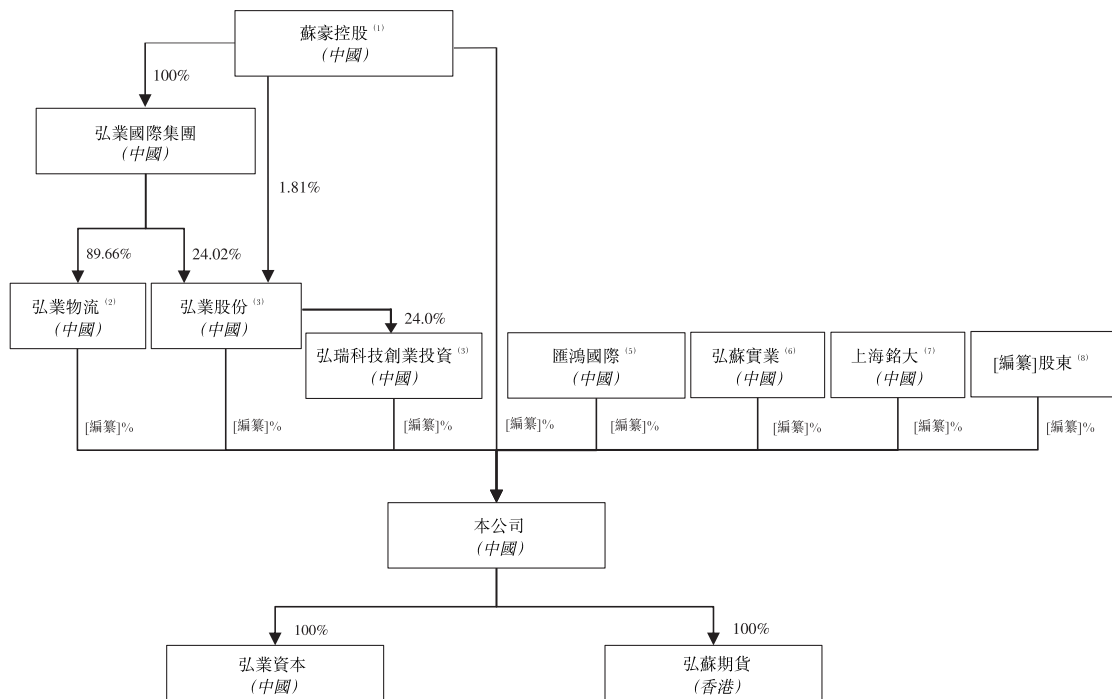 蘇豪控股 (1)
(中國)
100%
弘業國際集團
(中國)
1.81%
89.66%
24.02%
弘業物流 (2)
(中國)
弘業股份 (3)
(中國)
24.0%
弘瑞科技創業投資 (3)
(中國)
匯鴻國際 (5)
(中國)
弘蘇實業 (6)
(中國)
上海銘大 (7)
(中國)
[編纂]股東 (8)
[編纂]%
[編纂]%
[編纂]%
[編纂]%
[編纂]%
[編纂]%
[編纂]%
[編纂]%
本公司
(中國)
100%
100%
弘業資本
(中國)
弘蘇期貨
(香港)